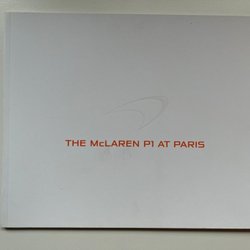 THE McLAREN P1 AT PARIS